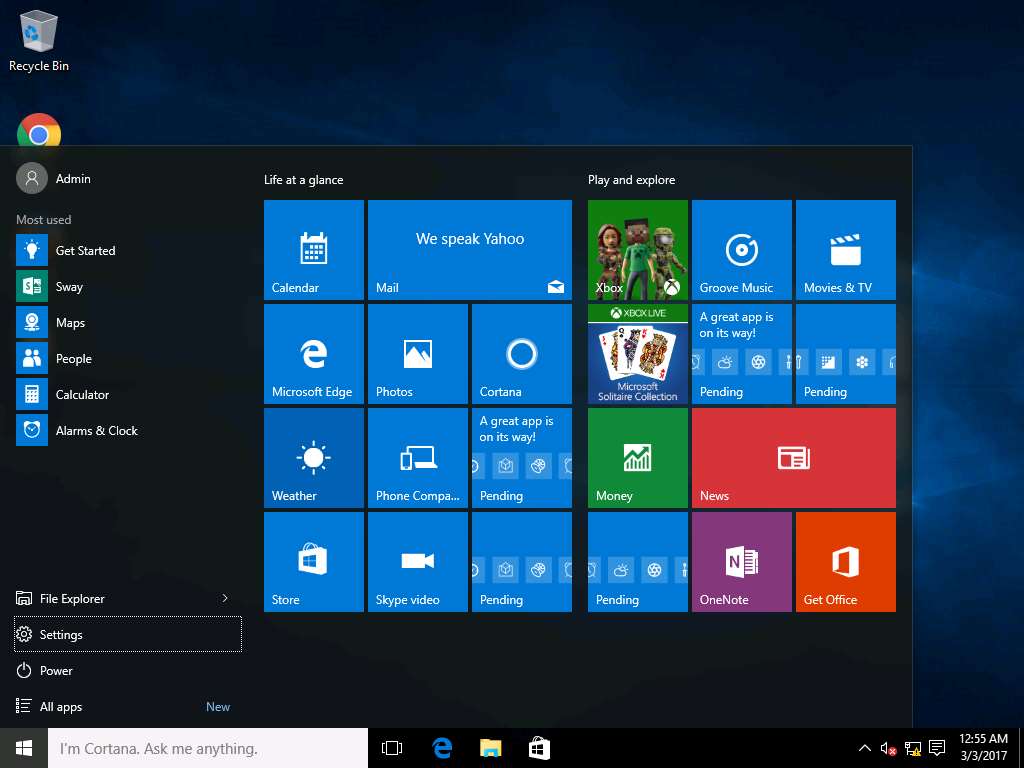 Recycle Bin
Admin
Most used
Get Started
Sway
Maps
People
Calculator
Alarms & Clock
File Explorer
Settings
Power
All apps
New
Life at a glance
Calendar
We speak Yahoo
Mail
Microsoft Edge
Photos
Cortana
Weather
Phone Compa...
A great app is
on its way!
Pending
Store
Skype video
Pending
Play and explore
Xbox
Groove Music
Movies & TV
XBOX LIVE
Microsoft
Solitaire Collection
A great app is
on its way!
Pending
Pending
Money
News
Pending
OneNote
Get Office
I'm Cortana. Ask me anything.
12:55 AM
3/3/2017